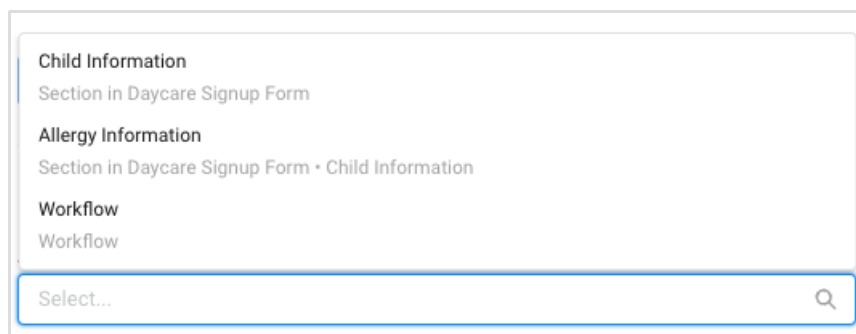 Child Information
Section in Daycare Signup Form
Allergy Information
Section in Daycare Signup Form • Child Information
Workflow
Workflow
Select...